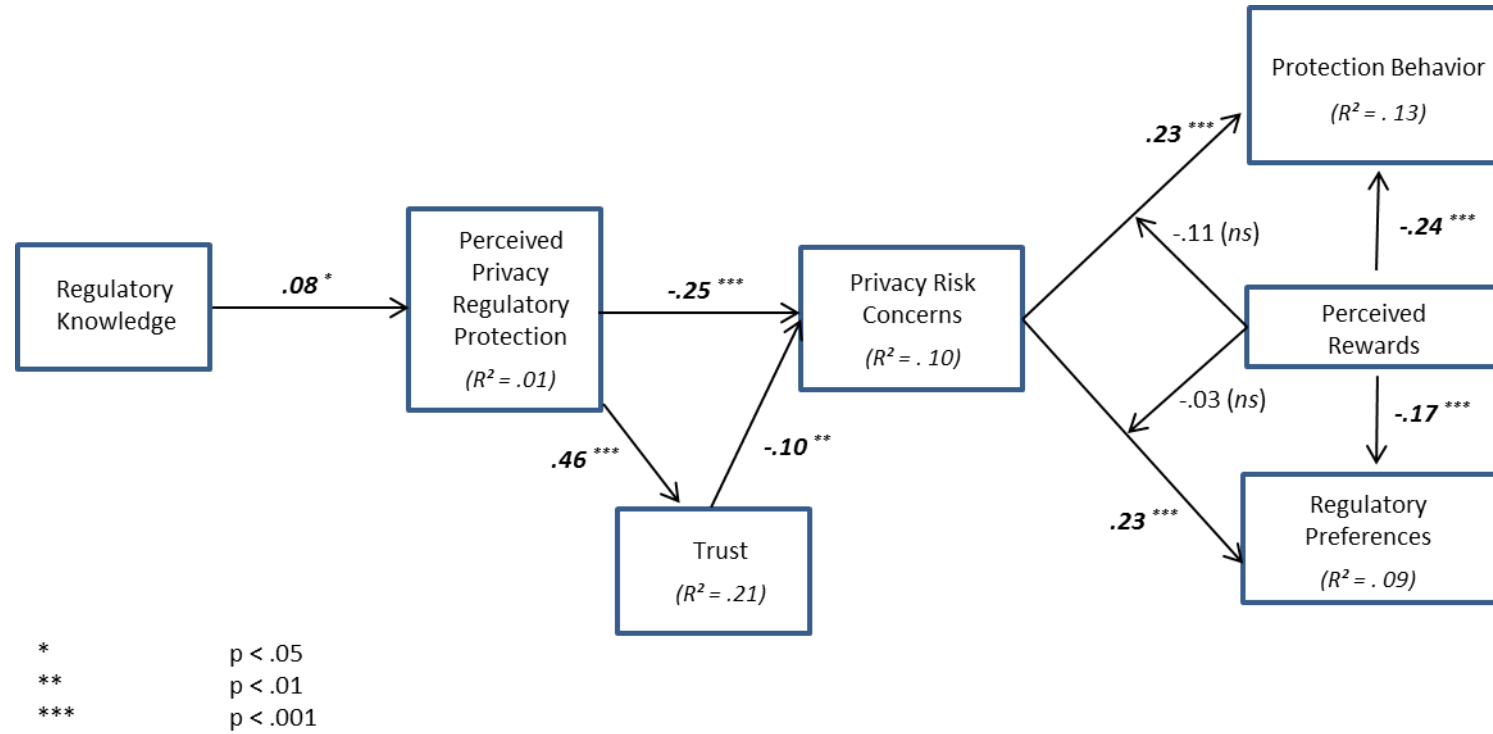 Protection Behavior
(R² = . 13)
.23 ***
-.11 (ns)
-.24 ***
Regulatory
Knowledge
.08 *
Perceived
Privacy
Regulatory
Protection
(R² = .01)
-.25 ***
Privacy Risk
Concerns
(R² = . 10)
Perceived
Rewards
-.03 (ns)
-.17 ***
.46 ***
-.10 **
.23 ***
Trust
(R² = .21)
Regulatory
Preferences
(R² = . 09)
* p < .05
** p < .01
*** p < .001